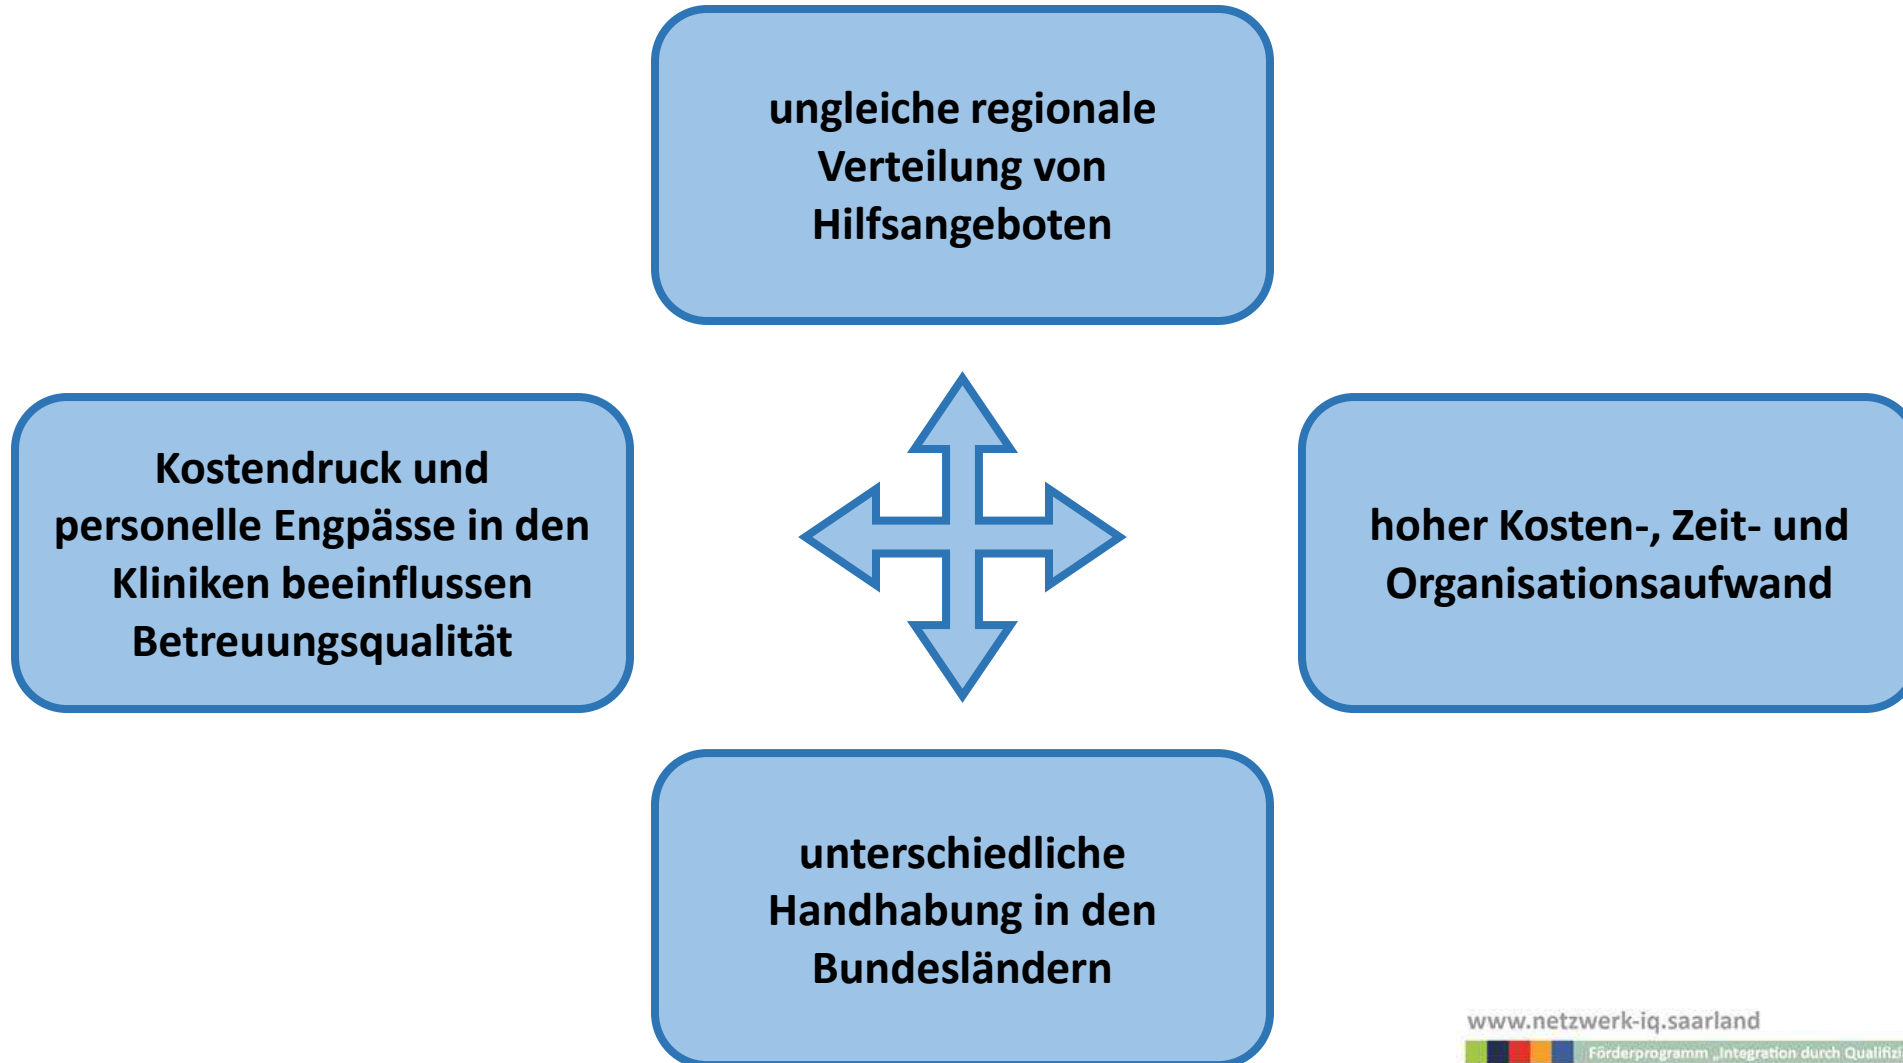 ungleiche regionale
Verteilung von
Hilfsangeboten
Kostendruck und
personelle Engpässe in den
Kliniken beeinflussen
Betreuungsqualität
hoher Kosten-, Zeit- und
Organisationsaufwand
unterschiedliche
Handhabung in den
Bundesländern
www.netzwerk-iq.saarland
Förderprogramm „Integration durch